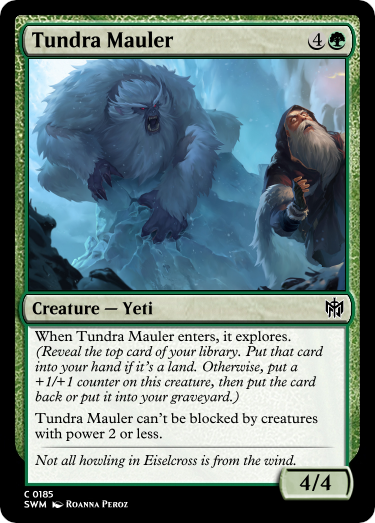 Tundra Mauler 4
Creature — Yeti
When Tundra Mauler enters, it explores.
(Reveal the top card of your library. Put that card
into your hand if it's a land. Otherwise, put a
+1/+1 counter on this creature, then put the card
back or put it into your graveyard.)
Tundra Mauler can't be blocked by creatures
with power 2 or less.
Not all howling in Eiselcross is from the wind.
4/4
C 0185
SWM Roanna Peroz